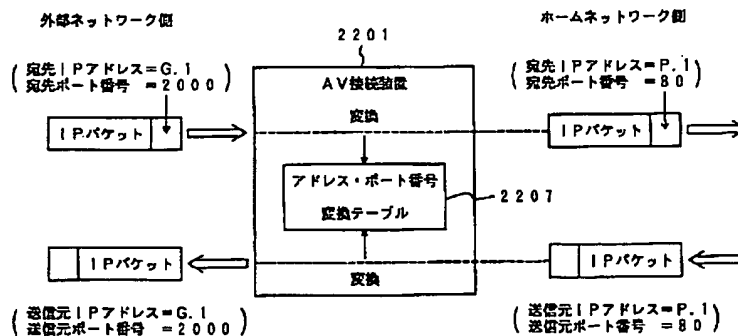 外部ネットワーク側
ホームネットワーク側
2201
(宛先IPアドレス=G.1
宛先ポート番号 =2000)
(宛先IPアドレス=P.1
宛先ポート番号 =80)
AV接続装置
変換
IPパケット
IPパケット
アドレス・ポート番号
変換テーブル
2207
IPパケット
IPパケット
変換
(送信元IPアドレス=G.1
送信元ポート番号 =2000)
(送信元IPアドレス=P.1
送信元ポート番号 =80)